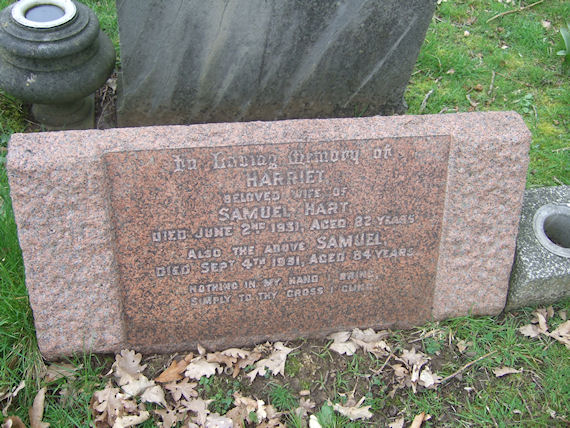 In Loving Memory of
HARRIET
BELOVED WIFE OF
SAMUEL HART
DIED JUNE 2ND 1931, AGED 82 YEARS
ALSO THE ABOVE SAMUEL
DIED SEPT 4TH 1931, AGED 84 YEARS
NOTHING IN MY HAND I BRING,
SIMPLY TO THY CROSS I CLING.